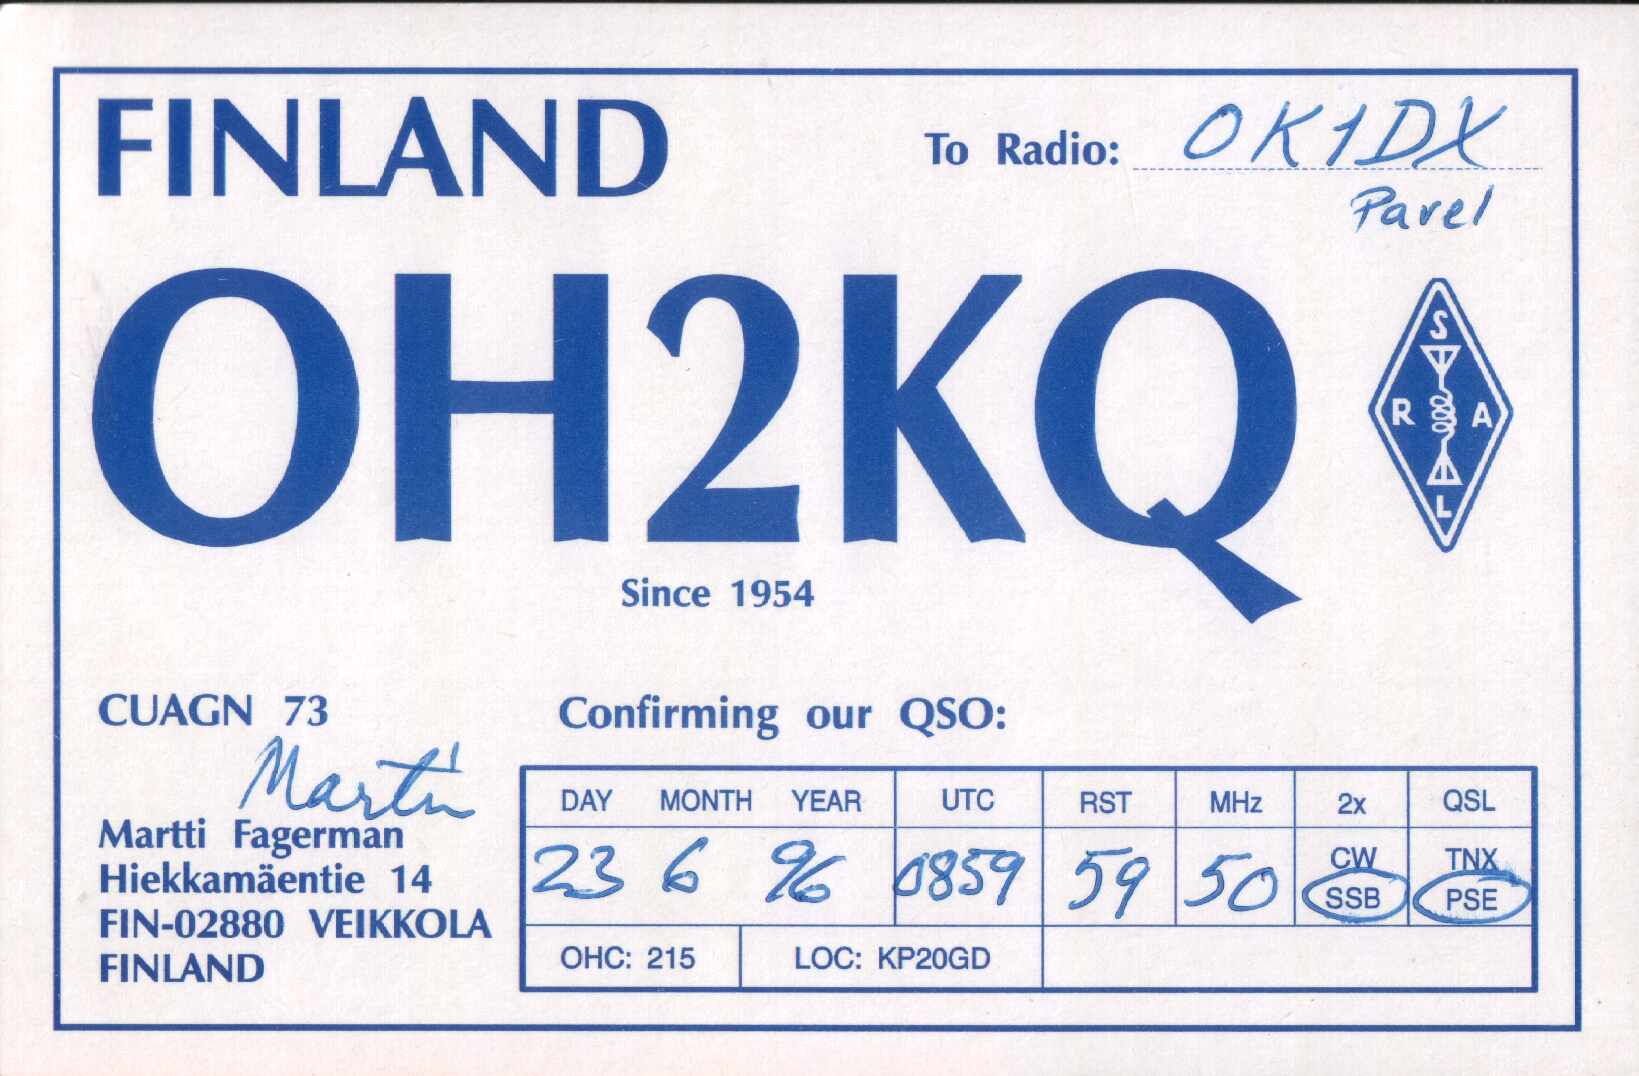 FINLAND
To Radio: OK1DX
Pavel
OH2KQ
S
R A
L
Since 1954
CUAGN 73
Martti
Martti Fagerman
Hiekkamäentie 14
FIN-02880 VEIKKOLA
FINLAND
Confirming our QSO:
DAY MONTH YEAR UTC RST MHz 2x QSL
23 6 96 0859 59 50 CW TNX
SSB PSE
OHC: 215 LOC: KP20GD